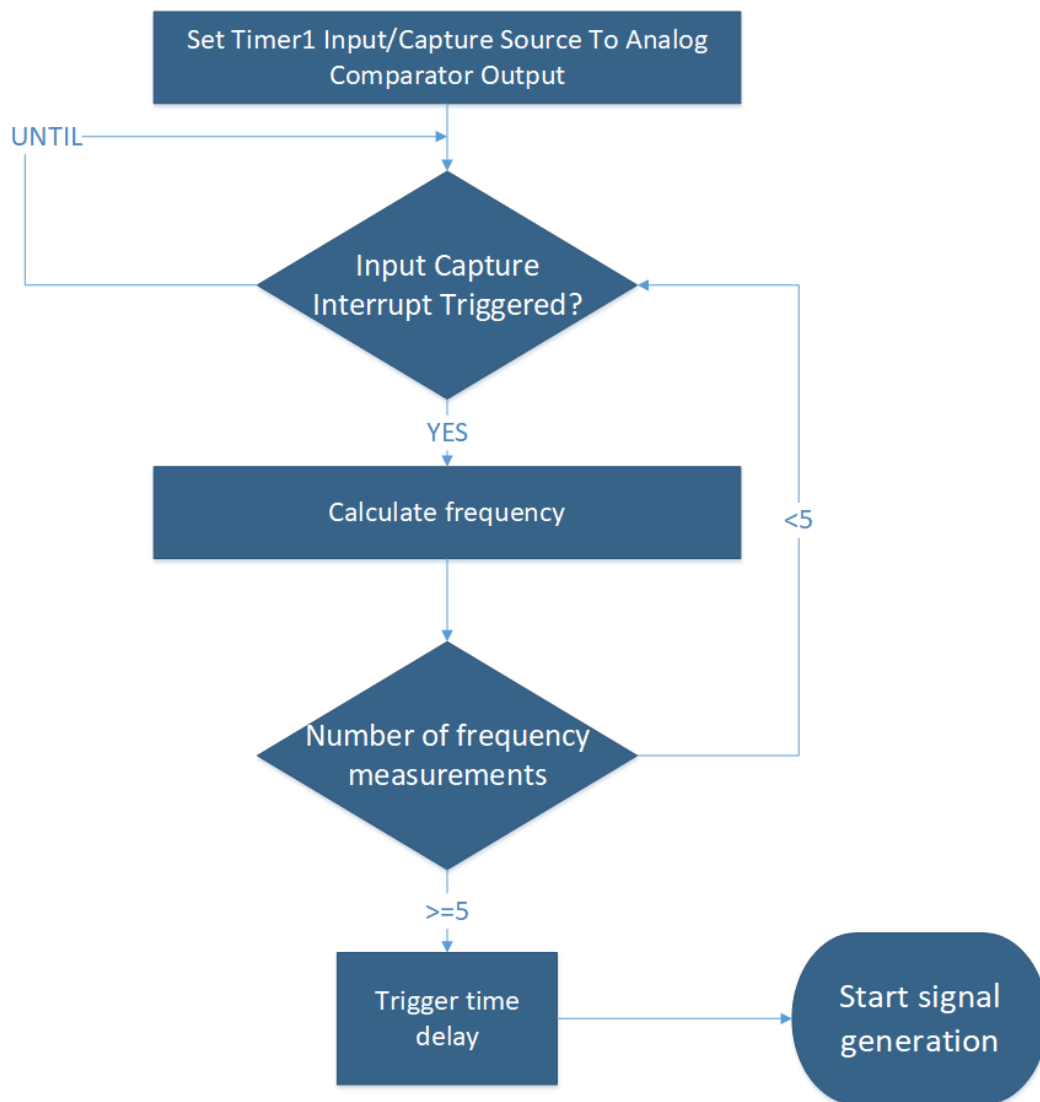 Set Timer1 Input/Capture Source To Analog
Comparator Output
UNTIL
Input Capture
Interrupt Triggered?
YES
Calculate frequency
<5
Number of frequency
measurements
>=5
Trigger time
delay
Start signal
generation